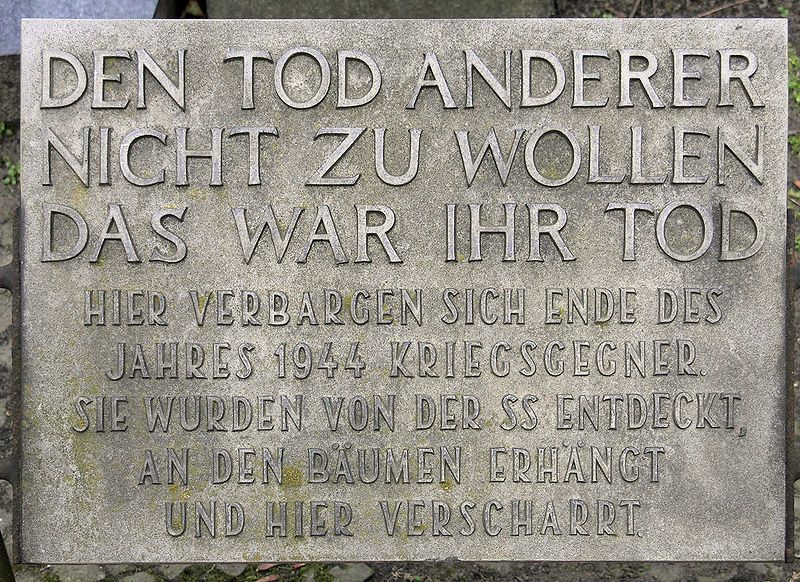 DEN TOD ANDERER
NICHT ZU WOLLEN
DAS WAR IHR TOD
HIER VERBARGEN SICH ENDE DES
JAHRES 1944 KRIEGSGEGNER.
SIE WURDEN VON DER SS ENTDECKT,
AN DEN BÄUMEN ERHÄNGT
UND HIER VERSCHARRT.